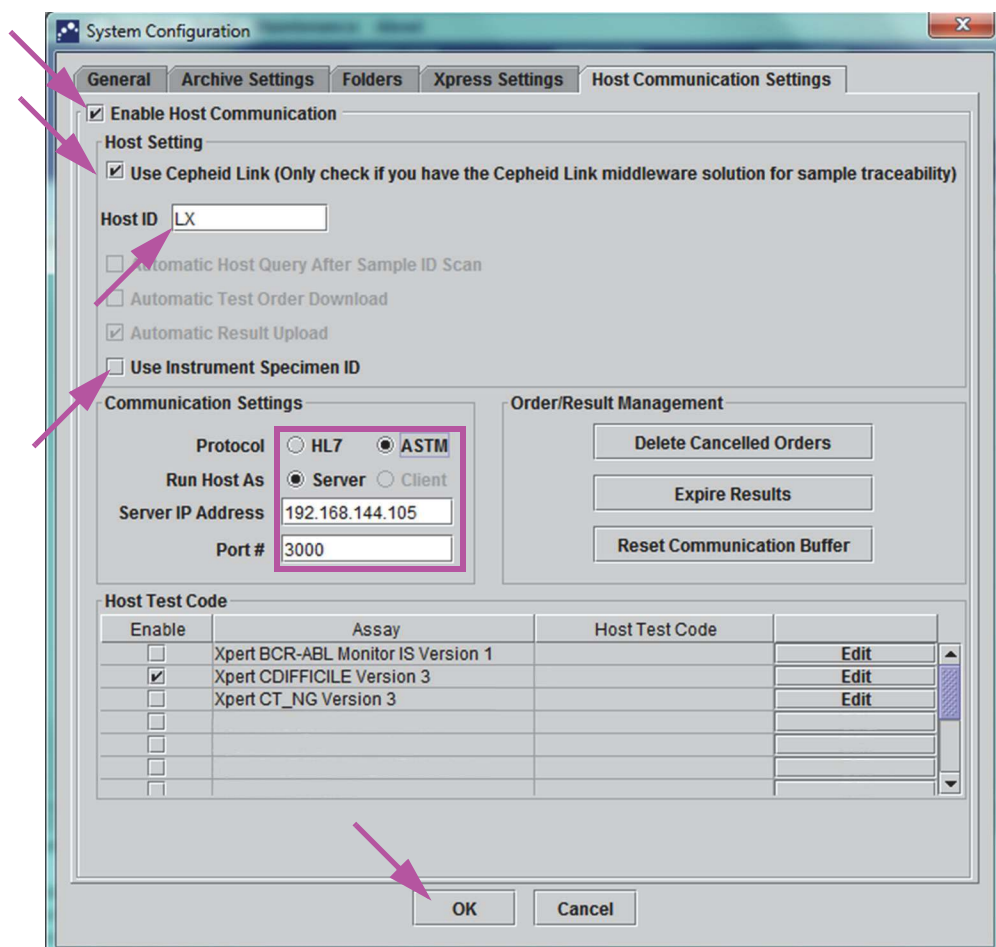 System Configuration
General Archive Settings Folders Xpress Settings Host Communication Settings
Enable Host Communication
Host Setting
Use Cepheid Link (Only check if you have the Cepheid Link middleware solution for sample traceability)
Host ID LX
Automatic Host Query After Sample ID Scan
Automatic Test Order Download
Automatic Result Upload
Use Instrument Specimen ID
Communication Settings
Protocol HL7 ASTM
Run Host As Server Client
Server IP Address 192.168.144.105
Port # 3000
Order/Result Management
Delete Cancelled Orders
Expire Results
Reset Communication Buffer
Host Test Code
Enable Assay Host Test Code
Xpert BCR-ABL Monitor IS Version 1 Edit
Xpert CDIFFICILE Version 3 Edit
Xpert CT_NG Version 3 Edit
OK Cancel